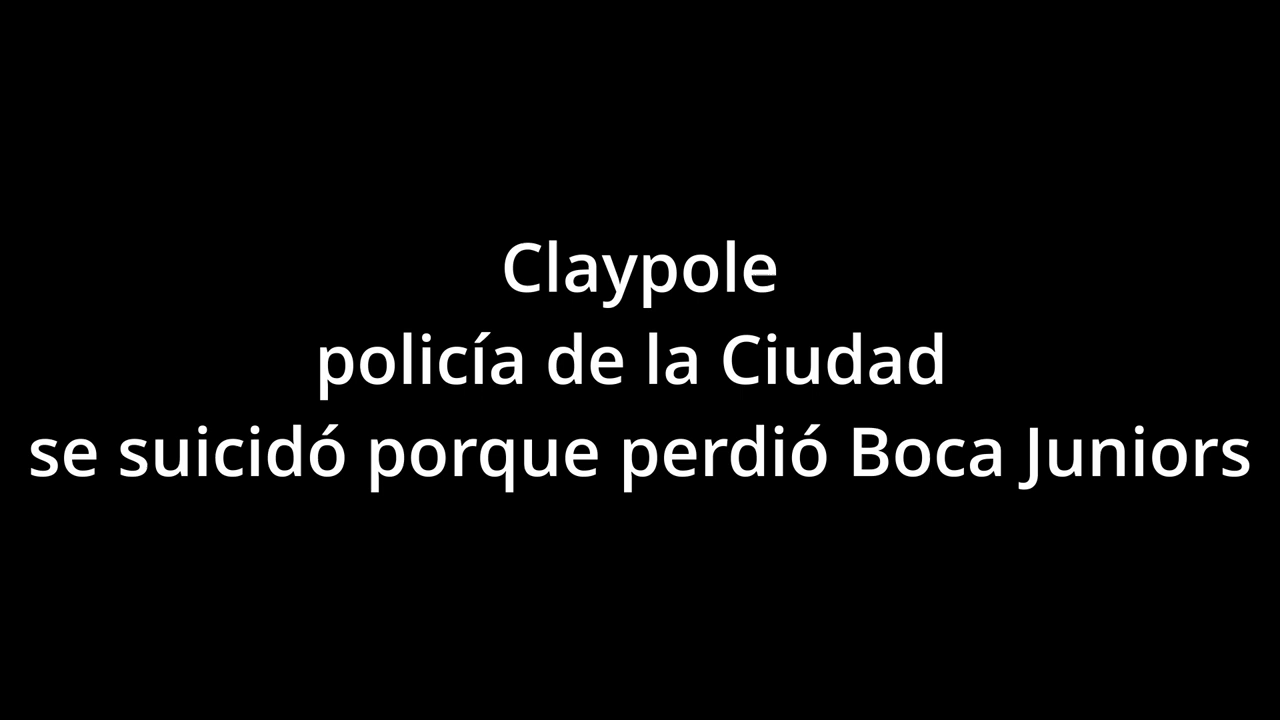 Claypole
policía de la Ciudad
se suicidó porque perdió Boca Juniors